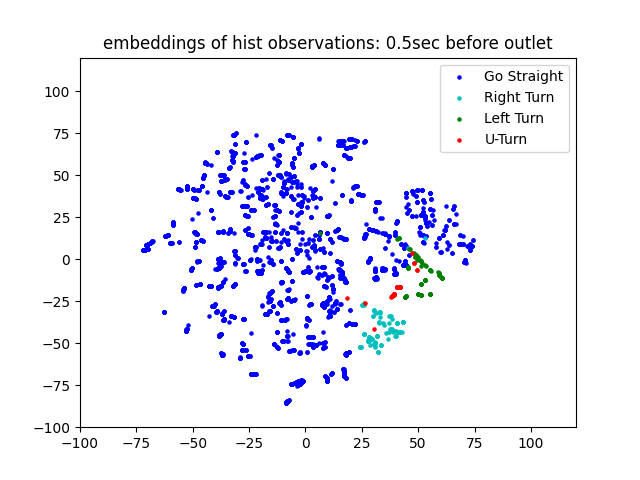 embeddings of hist observations: 0.5sec before outlet
Go Straight
Right Turn
Left Turn
U-Turn
100
75
50
25
0
−25
−50
−75
−100
−100 −75 −50 −25 0 25 50 75 100